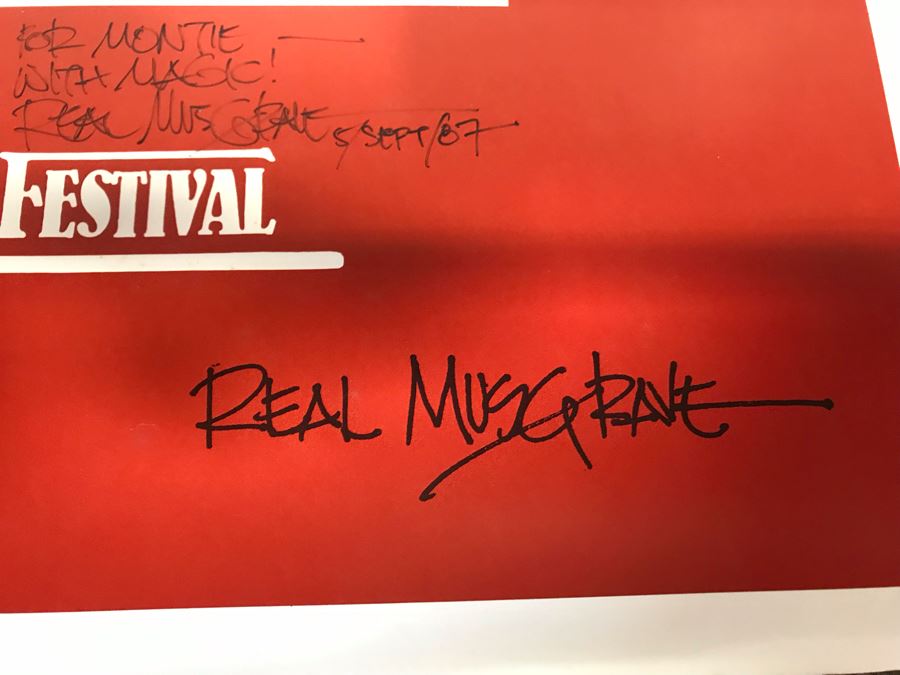 FOR MONTIE —
WITH MAGIC!
REAL MUSGRAVE 5/SEPT/87
FESTIVAL
REAL MUSGRAVE